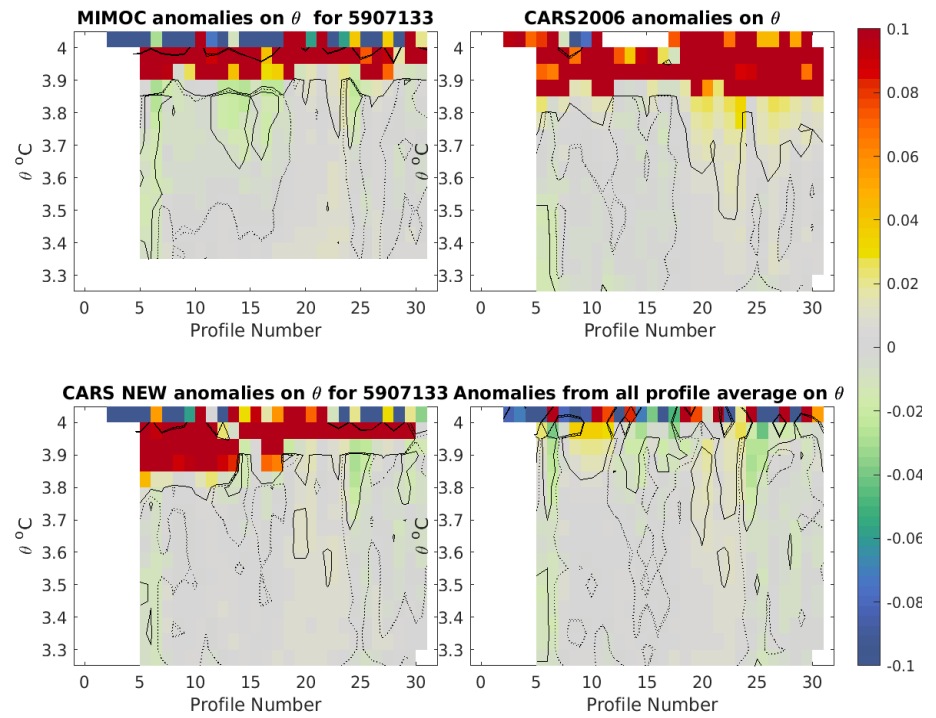 MIMOC anomalies on θ for 5907133
CARS2006 anomalies on θ
4
3.9
3.8
3.7
3.6
3.5
3.4
3.3
θ °C
0 5 10 15 20 25 30
Profile Number
4
3.9
3.8
3.7
3.6
3.5
3.4
3.3
θ °C
0 5 10 15 20 25 30
Profile Number
0.1
0.08
0.06
0.04
0.02
0
-0.02
-0.04
-0.06
-0.08
-0.1
CARS NEW anomalies on θ for 5907133
Anomalies from all profile average on θ
4
3.9
3.8
3.7
3.6
3.5
3.4
3.3
θ °C
0 5 10 15 20 25 30
Profile Number
4
3.9
3.8
3.7
3.6
3.5
3.4
3.3
θ °C
0 5 10 15 20 25 30
Profile Number